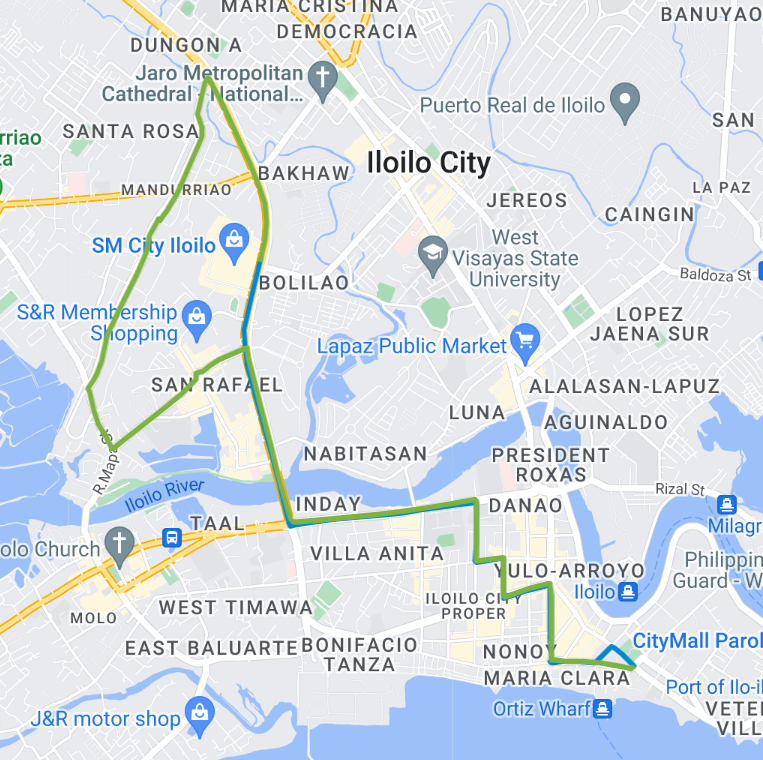 MARIA CRISTINA
DEMOCRACIA
BANUYAO
DUNGON A
Jaro Metropolitan
Cathedral - National...
Puerto Real de Iloilo
SANTA ROSA
SAN
rriao
za
Iloilo City
BAKHAW
MANDURRIAO
LA PAZ
JEREOS
CAINGIN
SM City Iloilo
West
Visayas State
University
Baldoza St
BOLILAO
S&R Membership
Shopping
LOPEZ
JAENA SUR
Lapaz Public Market
SAN RAFAEL
ALALASAN-LAPUZ
LUNA
AGUINALDO
NABITASAN
PRESIDENT
ROXAS
R.Mapa St
Iloilo River
Rizal St
INDAY
DANAO
Milagr
TAAL
olo Church
VILLA ANITA
YULO-ARROYO
Philippin
Guard - W
Iloilo
ILOILO CITY
PROPER
WEST TIMAWA
MOLO
EAST BALUARTE
BONIFACIO
TANZA
NONOY
CityMall Parol
MARIA CLARA
Port of Ilo-il
Ortiz Wharf
J&R motor shop
VETE
VILL